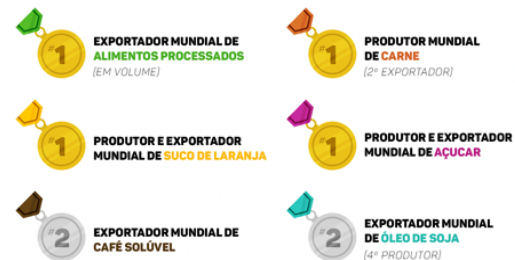 #1
EXPORTADOR MUNDIAL DE
ALIMENTOS PROCESSADOS
(EM VOLUME)
#1
PRODUTOR MUNDIAL
DE CARNE
(2º EXPORTADOR)
#1
PRODUTOR E EXPORTADOR
MUNDIAL DE SUCO DE LARANJA
#1
PRODUTOR E EXPORTADOR
MUNDIAL DE AÇUCAR
#2
EXPORTADOR MUNDIAL DE
CAFÉ SOLÚVEL
#2
EXPORTADOR MUNDIAL
DE ÓLEO DE SOJA
(4º PRODUTOR)